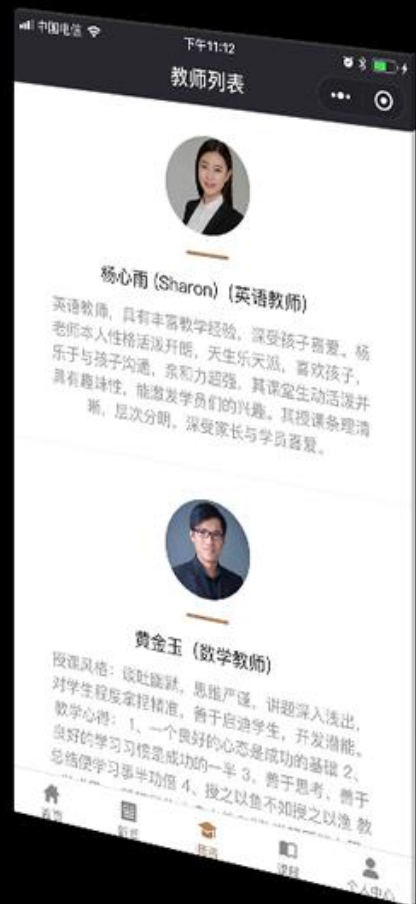 中国电信
下午11:12
教师列表
杨心雨 (Sharon)（英语教师）
英语教师，具有丰富教学经验，深受孩子喜爱。杨
老师本人性格活泼开朗，天生乐天派，喜欢孩子，
乐于与孩子沟通，亲和力超强，其课堂生动活泼并
具有趣味性，能激发学员们的兴趣。其授课条理清
晰，层次分明，深受家长与学员喜爱。
黄金玉（数学教师）
授课风格：谈吐幽默，思维严谨，讲题深入浅出，
对学生程度拿捏精准，善于启迪学生，开发潜能。
教学心得：1、一个良好的心态是成功的基础 2、
良好的学习习惯是成功的一半 3、善于思考、善于
总结使学习事半功倍 4、授之以鱼不如授之以渔 教
首页
教师
课程
个人中心